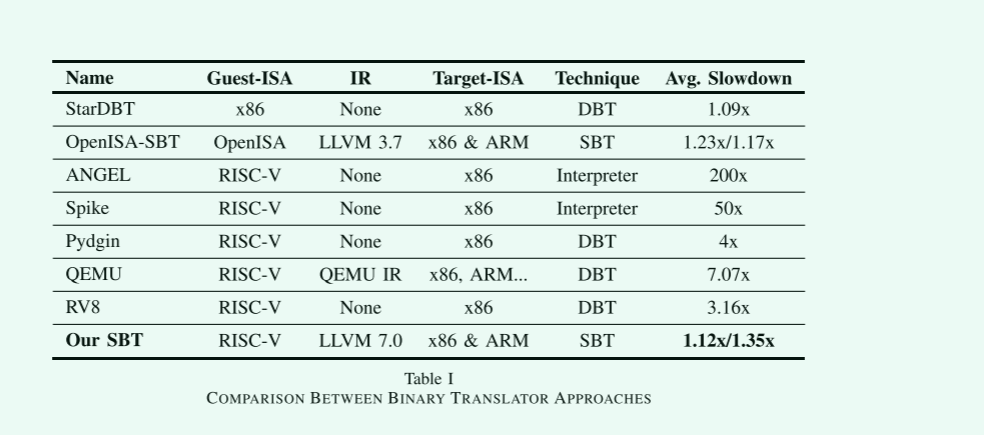 Name Guest-ISA IR Target-ISA Technique Avg. Slowdown
StarDBT x86 None x86 DBT 1.09x
OpenISA-SBT OpenISA LLVM 3.7 x86 & ARM SBT 1.23x/1.17x
ANGEL RISC-V None x86 Interpreter 200x
Spike RISC-V None x86 Interpreter 50x
Pydgin RISC-V None x86 DBT 4x
QEMU RISC-V QEMU IR x86, ARM... DBT 7.07x
RV8 RISC-V None x86 DBT 3.16x
Our SBT RISC-V LLVM 7.0 x86 & ARM SBT 1.12x/1.35x
Table I
COMPARISON BETWEEN BINARY TRANSLATOR APPROACHES